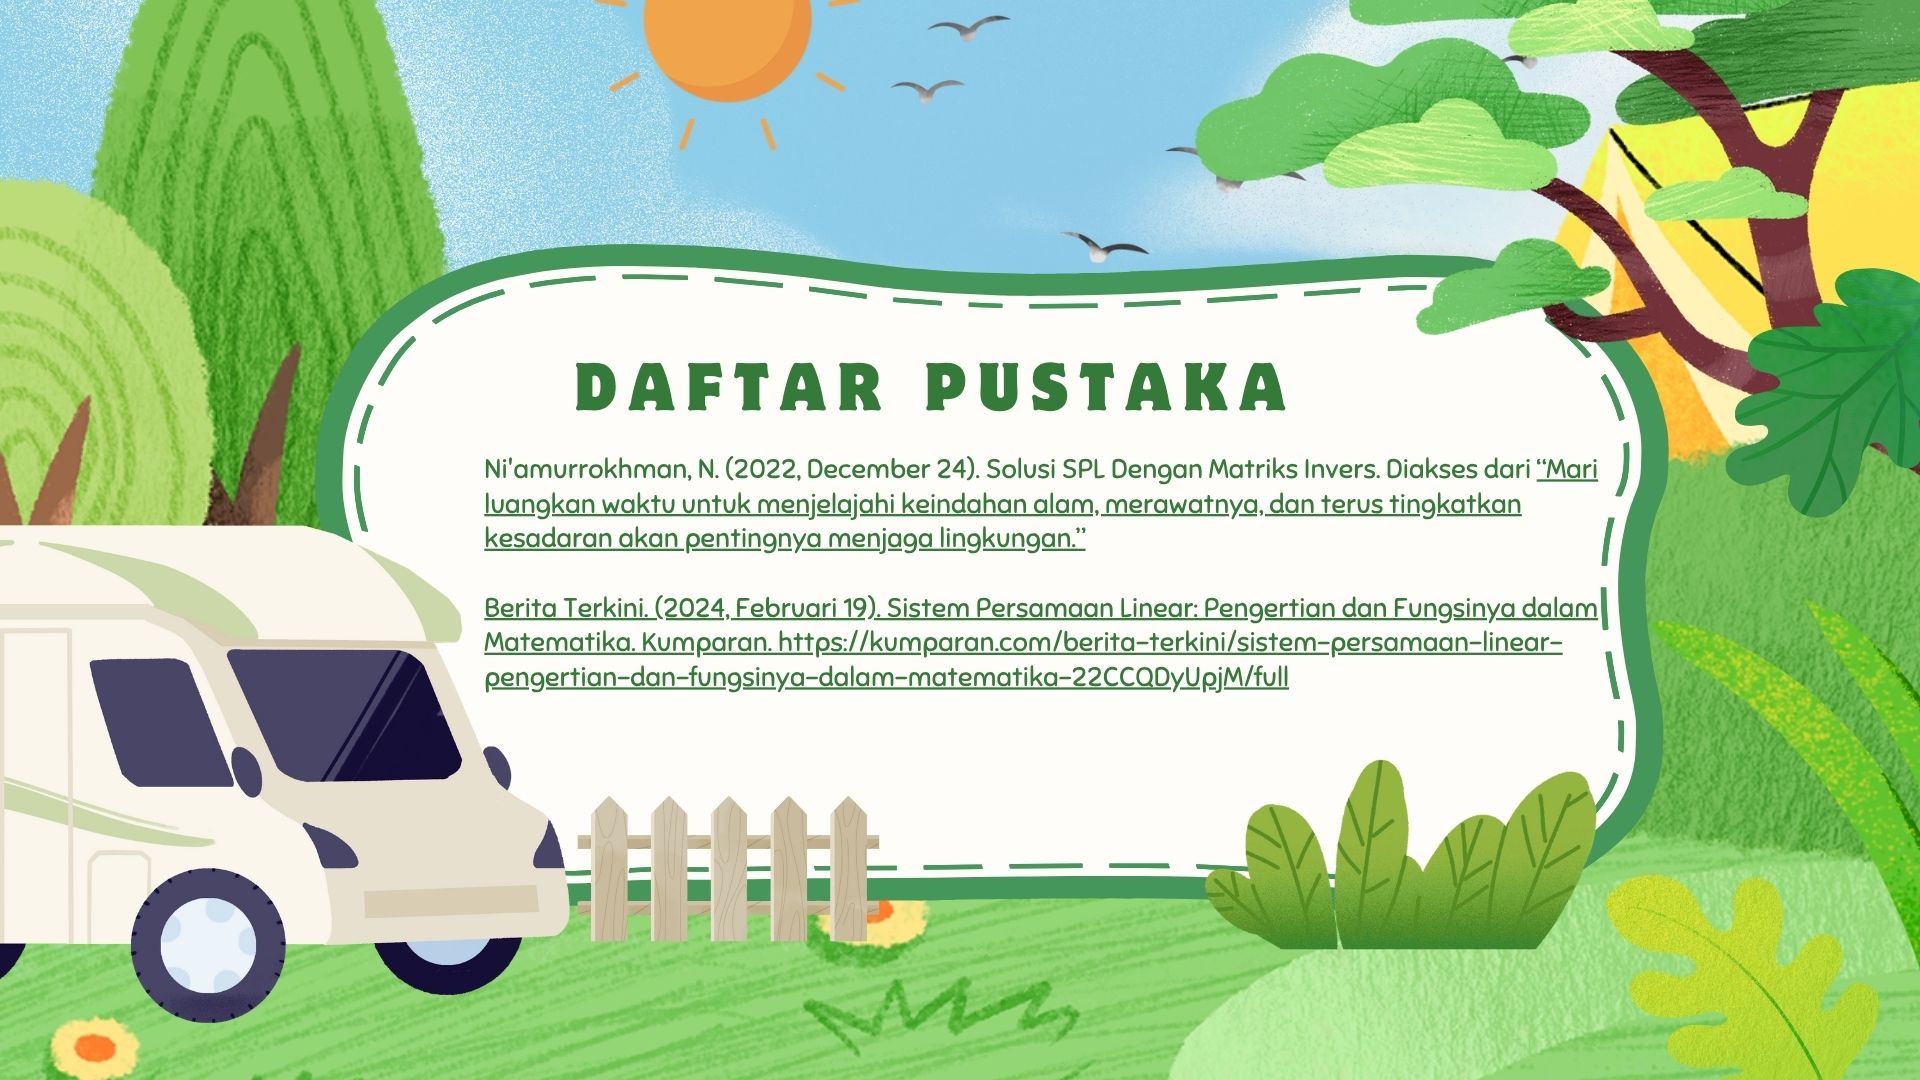 DAFTAR PUSTAKA
Ni'amurrokhman, N. (2022, December 24). Solusi SPL Dengan Matriks Invers. Diakses dari “Mari
luangkan waktu untuk menjelajahi keindahan alam, merawatnya, dan terus tingkatkan
kesadaran akan pentingnya menjaga lingkungan.”
Berita Terkini. (2024, Februari 19). Sistem Persamaan Linear: Pengertian dan Fungsinya dalam
Matematika. Kumparan. https://kumparan.com/berita-terkini/sistem-persamaan-linear-
pengertian-dan-fungsinya-dalam-matematika-22CCQDyUpjM/full